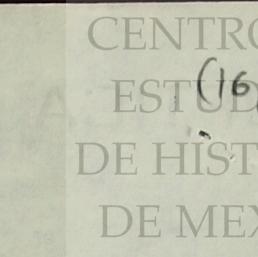 CENTRO
ESTUD
(16
DE HIST
DE MEX